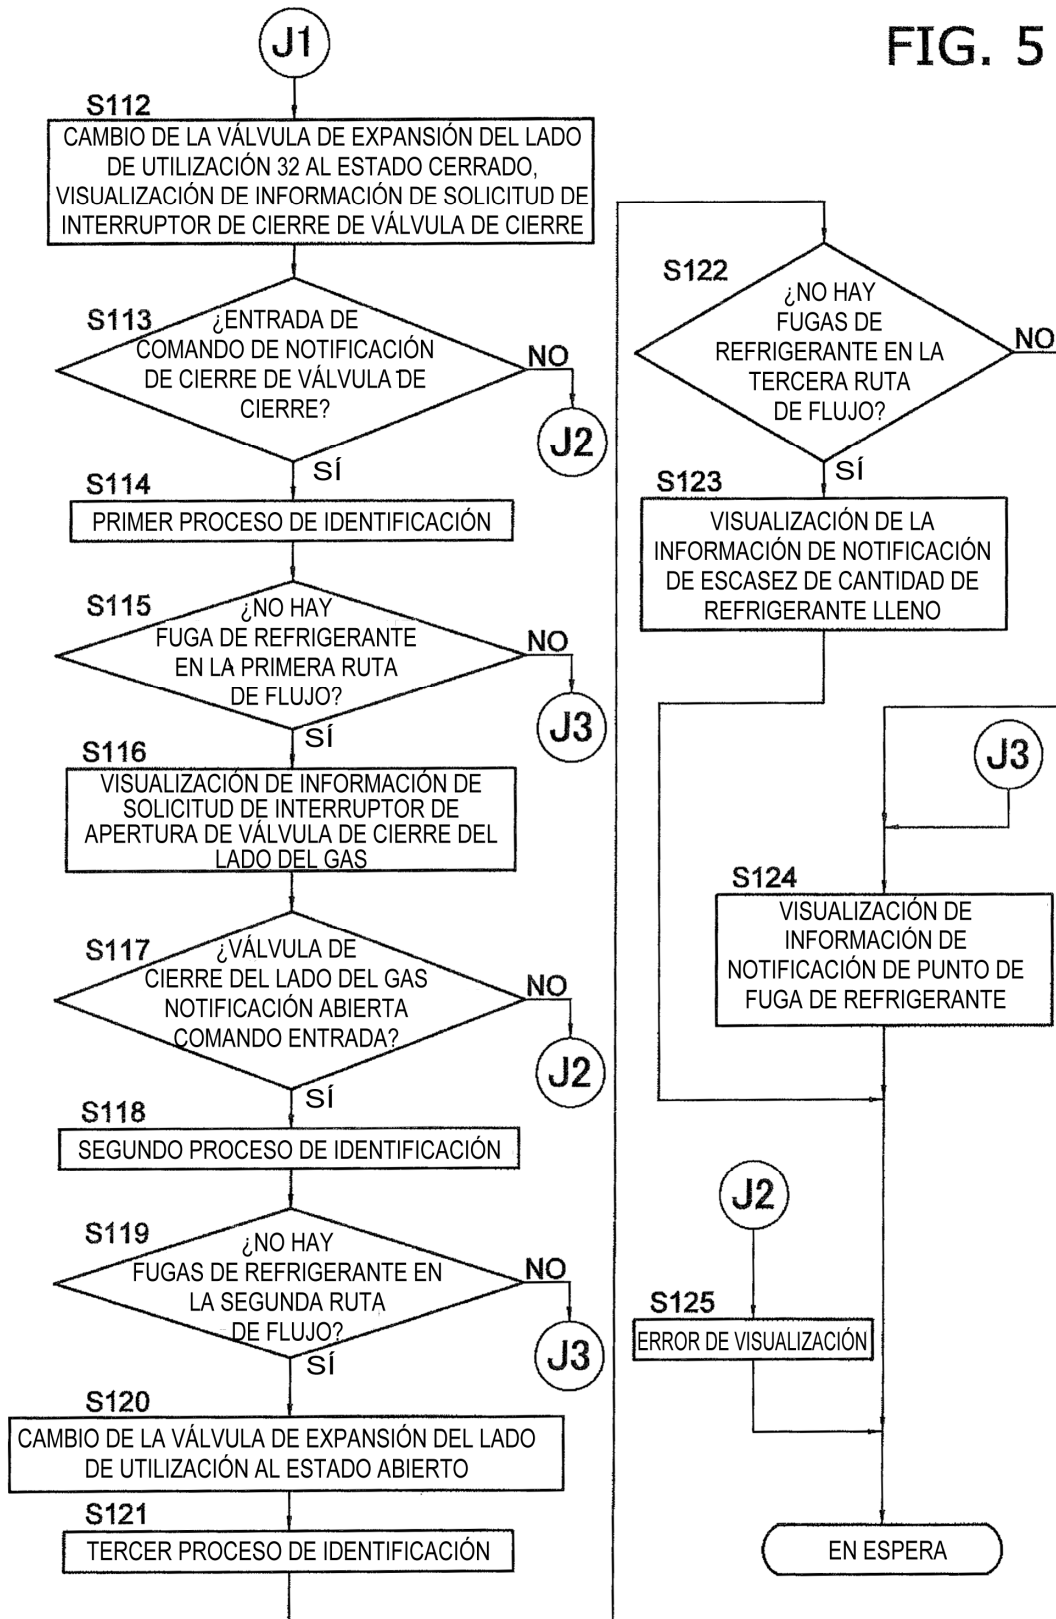 FIG. 5
J1
S112
CAMBIO DE LA VÁLVULA DE EXPANSIÓN DEL LADO
DE UTILIZACIÓN 32 AL ESTADO CERRADO,
VISUALIZACIÓN DE INFORMACIÓN DE SOLICITUD DE
INTERRUPTOR DE CIERRE DE VÁLVULA DE CIERRE
S113
¿ENTRADA DE
COMANDO DE NOTIFICACIÓN
DE CIERRE DE VÁLVULA DE
CIERRE?
NO
J2
SÍ
S114
PRIMER PROCESO DE IDENTIFICACIÓN
S115
¿NO HAY
FUGA DE REFRIGERANTE
EN LA PRIMERA RUTA
DE FLUJO?
NO
J3
SÍ
S116
VISUALIZACIÓN DE INFORMACIÓN DE
SOLICITUD DE INTERRUPTOR DE
APERTURA DE VÁLVULA DE CIERRE DEL
LADO DEL GAS
S117
¿VÁLVULA DE
CIERRE DEL LADO DEL GAS
NOTIFICACIÓN ABIERTA
COMANDO ENTRADA?
NO
J2
SÍ
S118
SEGUNDO PROCESO DE IDENTIFICACIÓN
S119
¿NO HAY
FUGAS DE REFRIGERANTE EN
LA SEGUNDA RUTA
DE FLUJO?
NO
J3
SÍ
S120
CAMBIO DE LA VÁLVULA DE EXPANSIÓN DEL LADO
DE UTILIZACIÓN AL ESTADO ABIERTO
S121
TERCER PROCESO DE IDENTIFICACIÓN
S122
¿NO HAY
FUGAS DE
REFRIGERANTE EN LA
TERCERA RUTA
DE FLUJO?
NO
SÍ
S123
VISUALIZACIÓN DE LA
INFORMACIÓN DE NOTIFICACIÓN
DE ESCASEZ DE CANTIDAD DE
REFRIGERANTE LLENO
J3
S124
VISUALIZACIÓN DE
INFORMACIÓN DE
NOTIFICACIÓN DE PUNTO DE
FUGA DE REFRIGERANTE
J2
S125
ERROR DE VISUALIZACIÓN
EN ESPERA